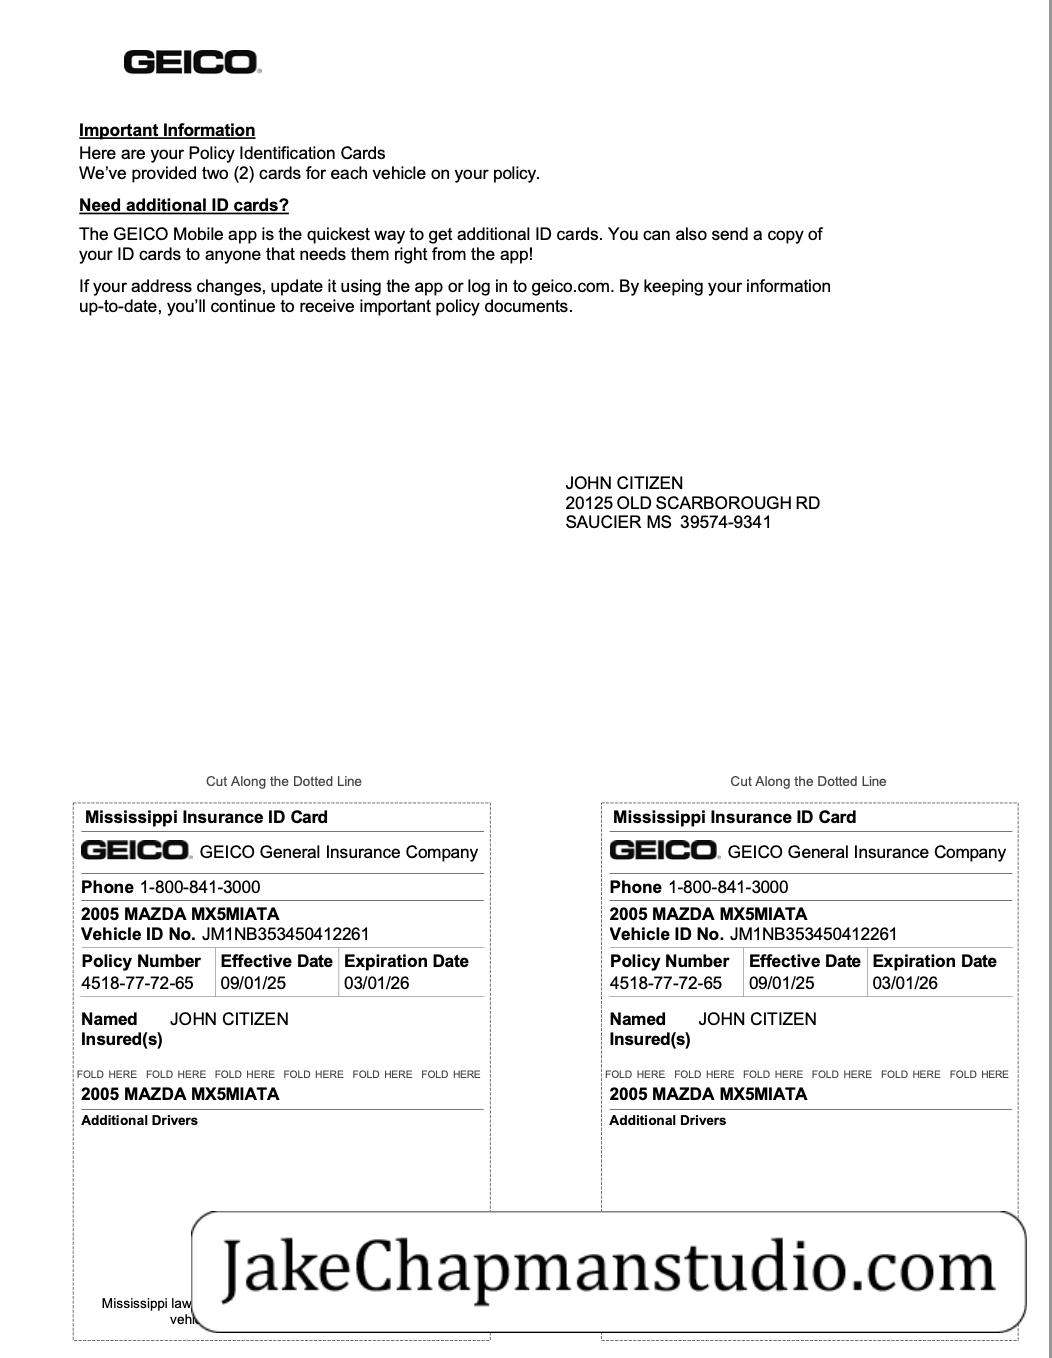 GEICO
Important Information
Here are your Policy Identification Cards
We've provided two (2) cards for each vehicle on your policy.
Need additional ID cards?
The GEICO Mobile app is the quickest way to get additional ID cards. You can also send a copy of
your ID cards to anyone that needs them right from the app!
If your address changes, update it using the app or log in to geico.com. By keeping your information
up-to-date, you'll continue to receive important policy documents.
JOHN CITIZEN
20125 OLD SCARBOROUGH RD
SAUCIER MS 39574-9341
Cut Along the Dotted Line
Mississippi Insurance ID Card
GEICO. GEICO General Insurance Company
Phone 1-800-841-3000
2005 MAZDA MX5MIATA
Vehicle ID No. JM1NB353450412261
Policy Number Effective Date Expiration Date
4518-77-72-65 09/01/25 03/01/26
Named JOHN CITIZEN
Insured(s)
FOLD HERE FOLD HERE FOLD HERE FOLD HERE FOLD HERE FOLD HERE
2005 MAZDA MX5MIATA
Additional Drivers
Mississippi law
Cut Along the Dotted Line
Mississippi Insurance ID Card
GEICO. GEICO General Insurance Company
Phone 1-800-841-3000
2005 MAZDA MX5MIATA
Vehicle ID No. JM1NB353450412261
Policy Number Effective Date Expiration Date
4518-77-72-65 09/01/25 03/01/26
Named JOHN CITIZEN
Insured(s)
FOLD HERE FOLD HERE FOLD HERE FOLD HERE FOLD HERE FOLD HERE
2005 MAZDA MX5MIATA
Additional Drivers
JakeChapmanstudio.com